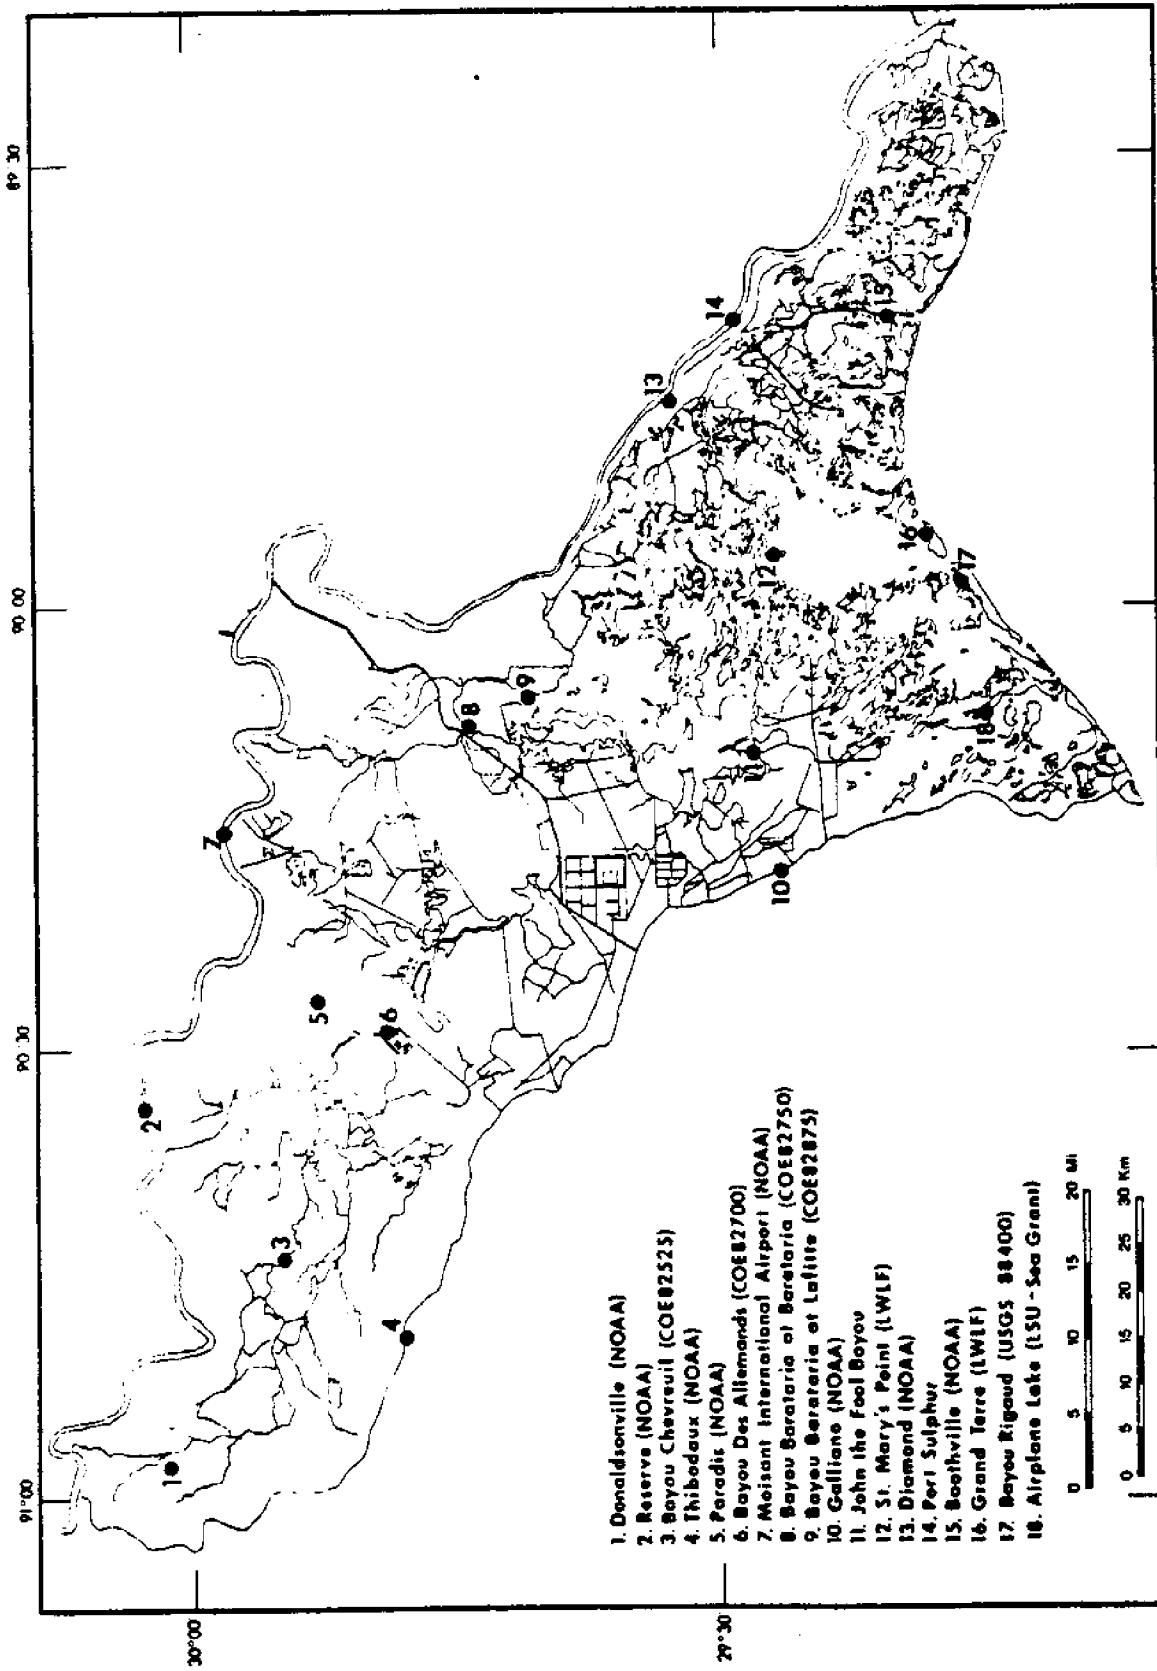 91°00
90 30
90 00
89 30
30°00
29°30
1
2
3
4
5
6
7
8
9
10
11
12
13
14
15
16
17
18
1. Donaldsonville (NOAA)
2. Reserve (NOAA)
3. Bayou Chevreuil (COE82525)
4. Thibodaux (NOAA)
5. Paradis (NOAA)
6. Bayou Des Allemands (COE82700)
7. Moisant International Airport (NOAA)
8. Bayou Barataria at Barataria (COE82750)
9. Bayou Barataria at Lafitte (COE82875)
10. Galliano (NOAA)
11. John the Fool Bayou
12. St. Mary's Point (LWLF)
13. Diamond (NOAA)
14. Port Sulphur
15. Boothville (NOAA)
16. Grand Terre (LWLF)
17. Bayou Rigaud (USGS 88400)
18. Airplane Lake (LSU-Sea Grant)
0 5 10 15 20 Mi
0 5 10 15 20 25 30 Km